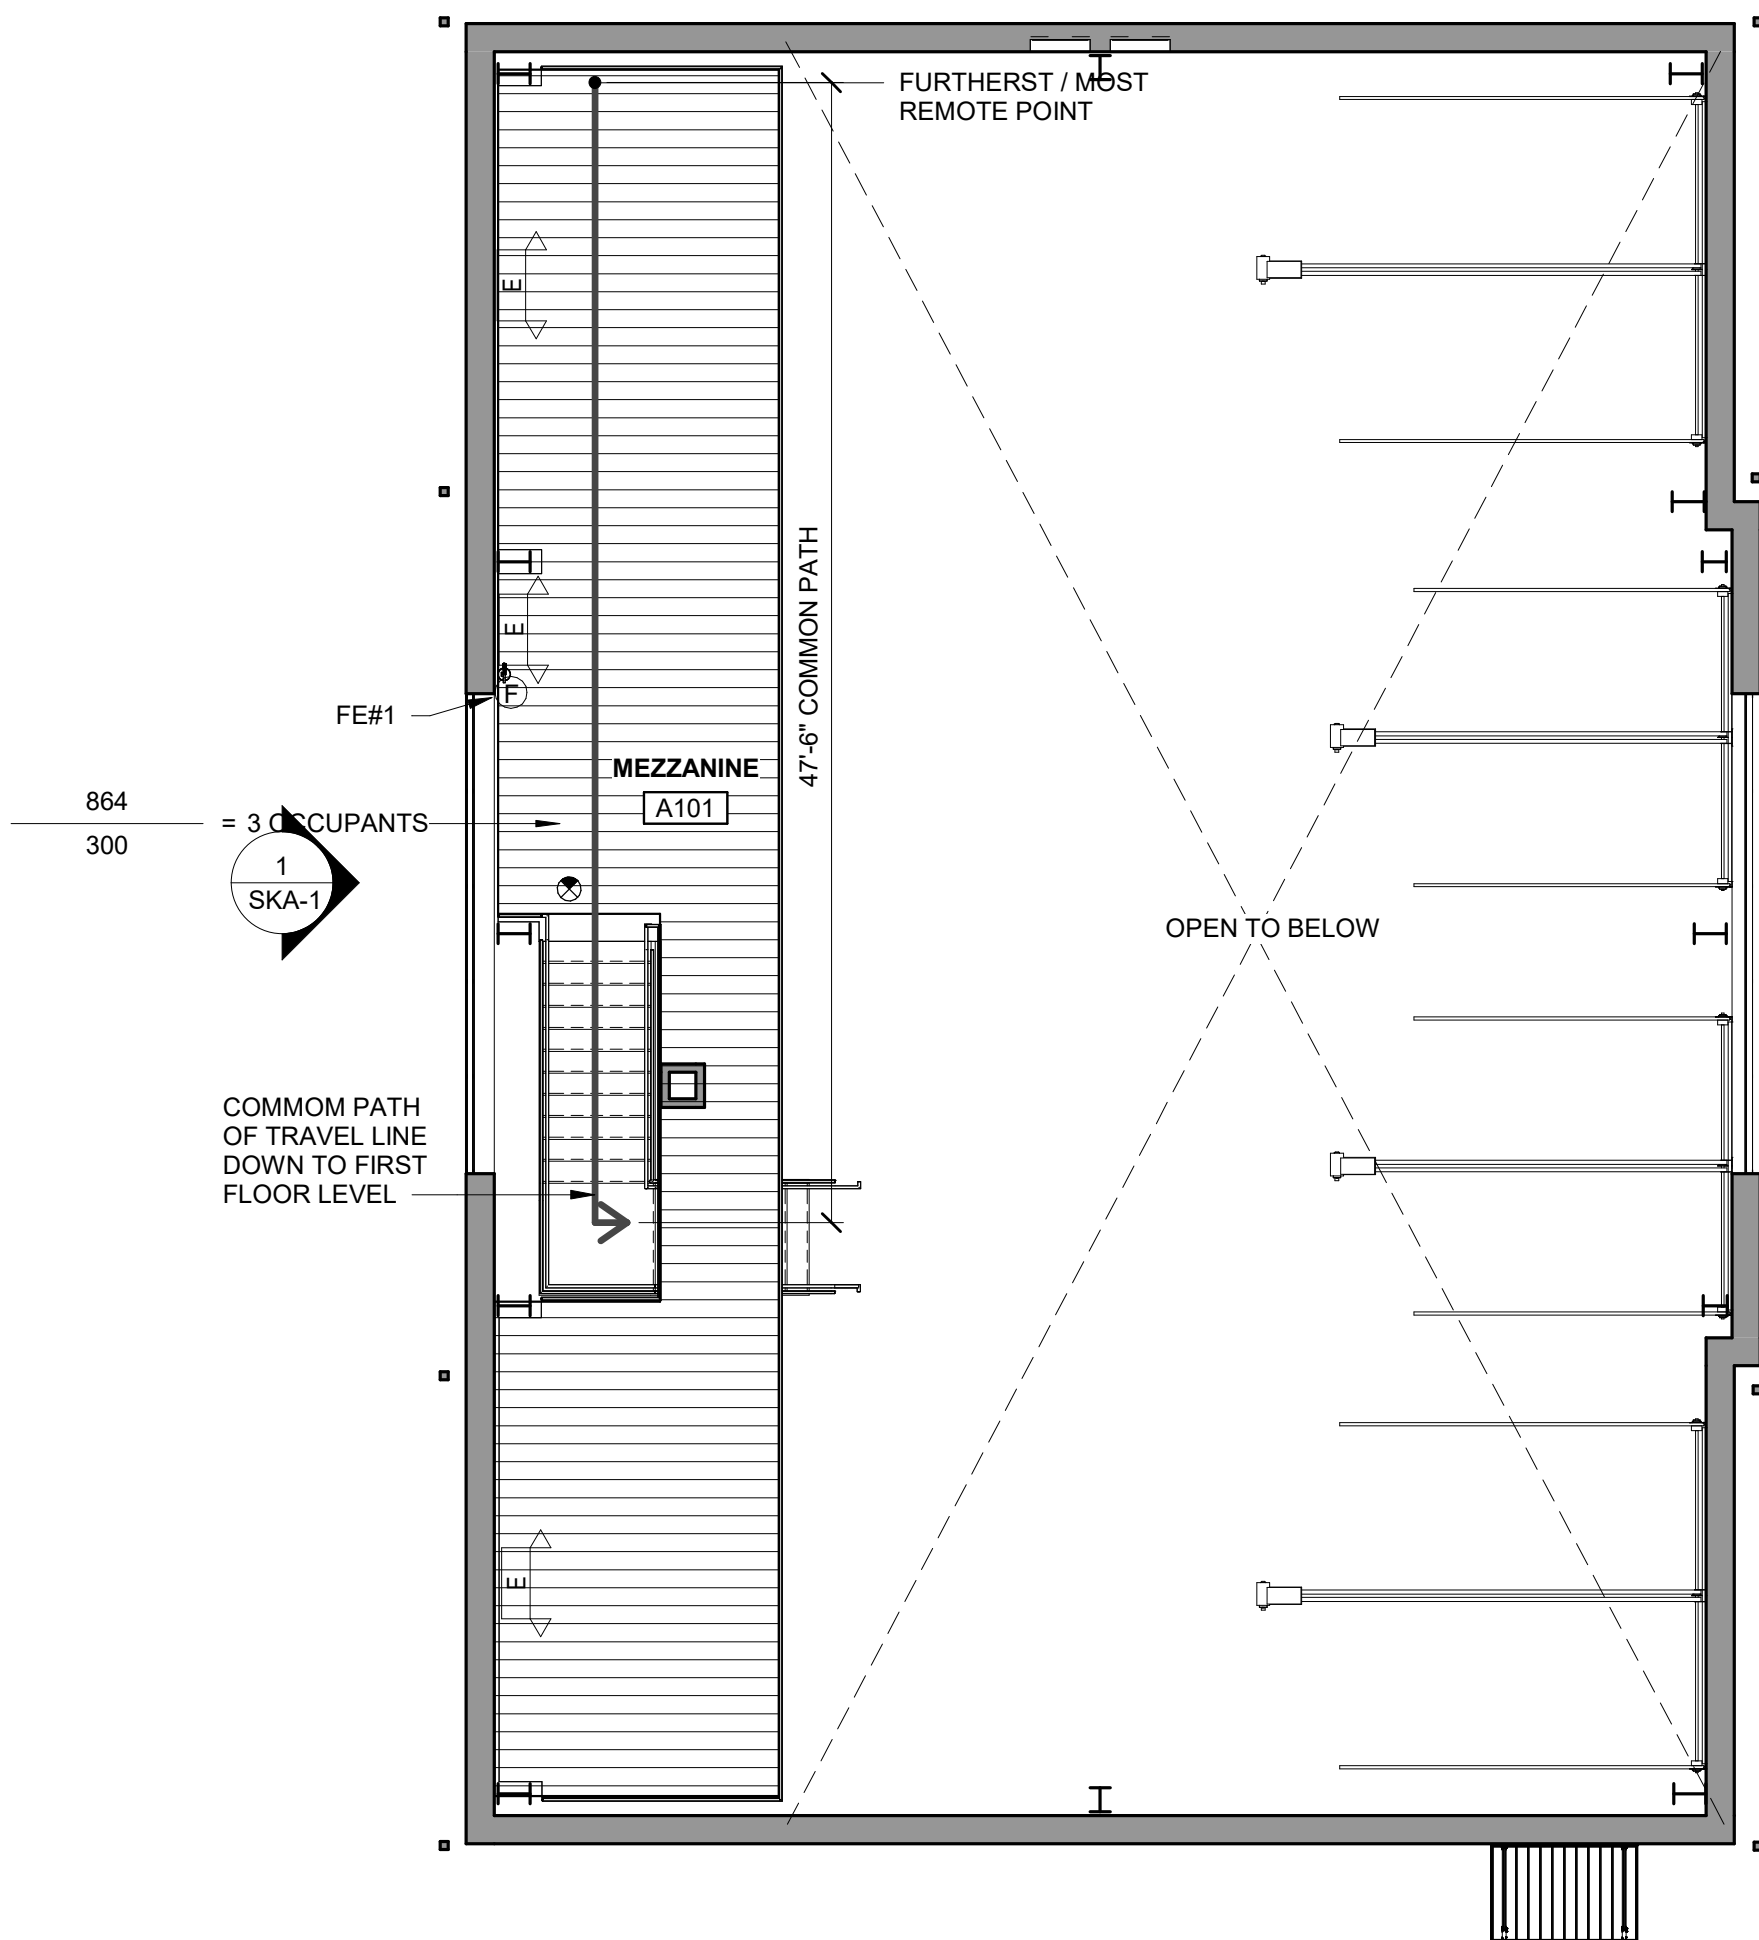 FURTHERST / MOST
REMOTE POINT
E
47'-6" COMMON PATH
E
F
FE#1
MEZZANINE
A101
864
300
= 3 OCCUPANTS
1
SKA-1
OPEN TO BELOW
COMMOM PATH
OF TRAVEL LINE
DOWN TO FIRST
FLOOR LEVEL
E